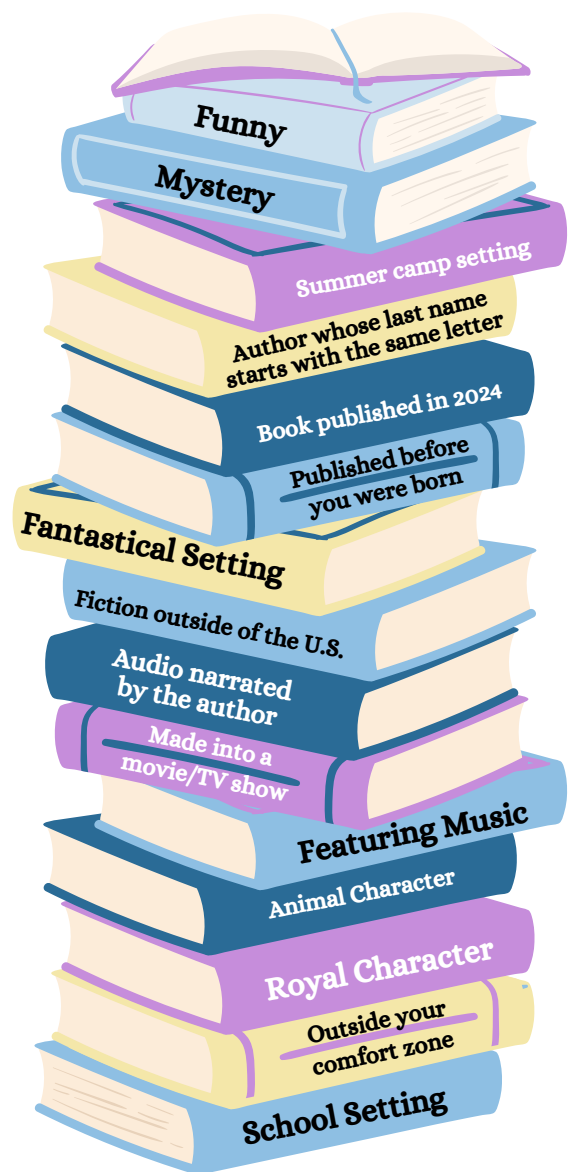 Funny
Mystery
Summer camp setting
Author whose last name
starts with the same letter
Book published in 2024
Published before
you were born
Fantastical Setting
Fiction outside of the U.S.
Audio narrated
by the author
Made into a
movie/TV show
Featuring Music
Animal Character
Royal Character
Outside your
comfort zone
School Setting